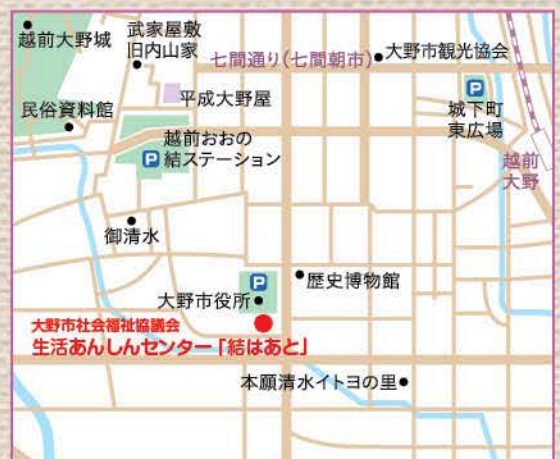 越前大野城
武家屋敷
旧内山家
七間通り(七間朝市)
大野市観光協会
P
城下町
東広場
平成大野屋
民俗資料館
越前おおの
P 結ステーション
越前
大野
御清水
P
大野市役所
歴史博物館
大野市社会福祉協議会
生活あんしんセンター「結はあと」
本願清水イトヨの里